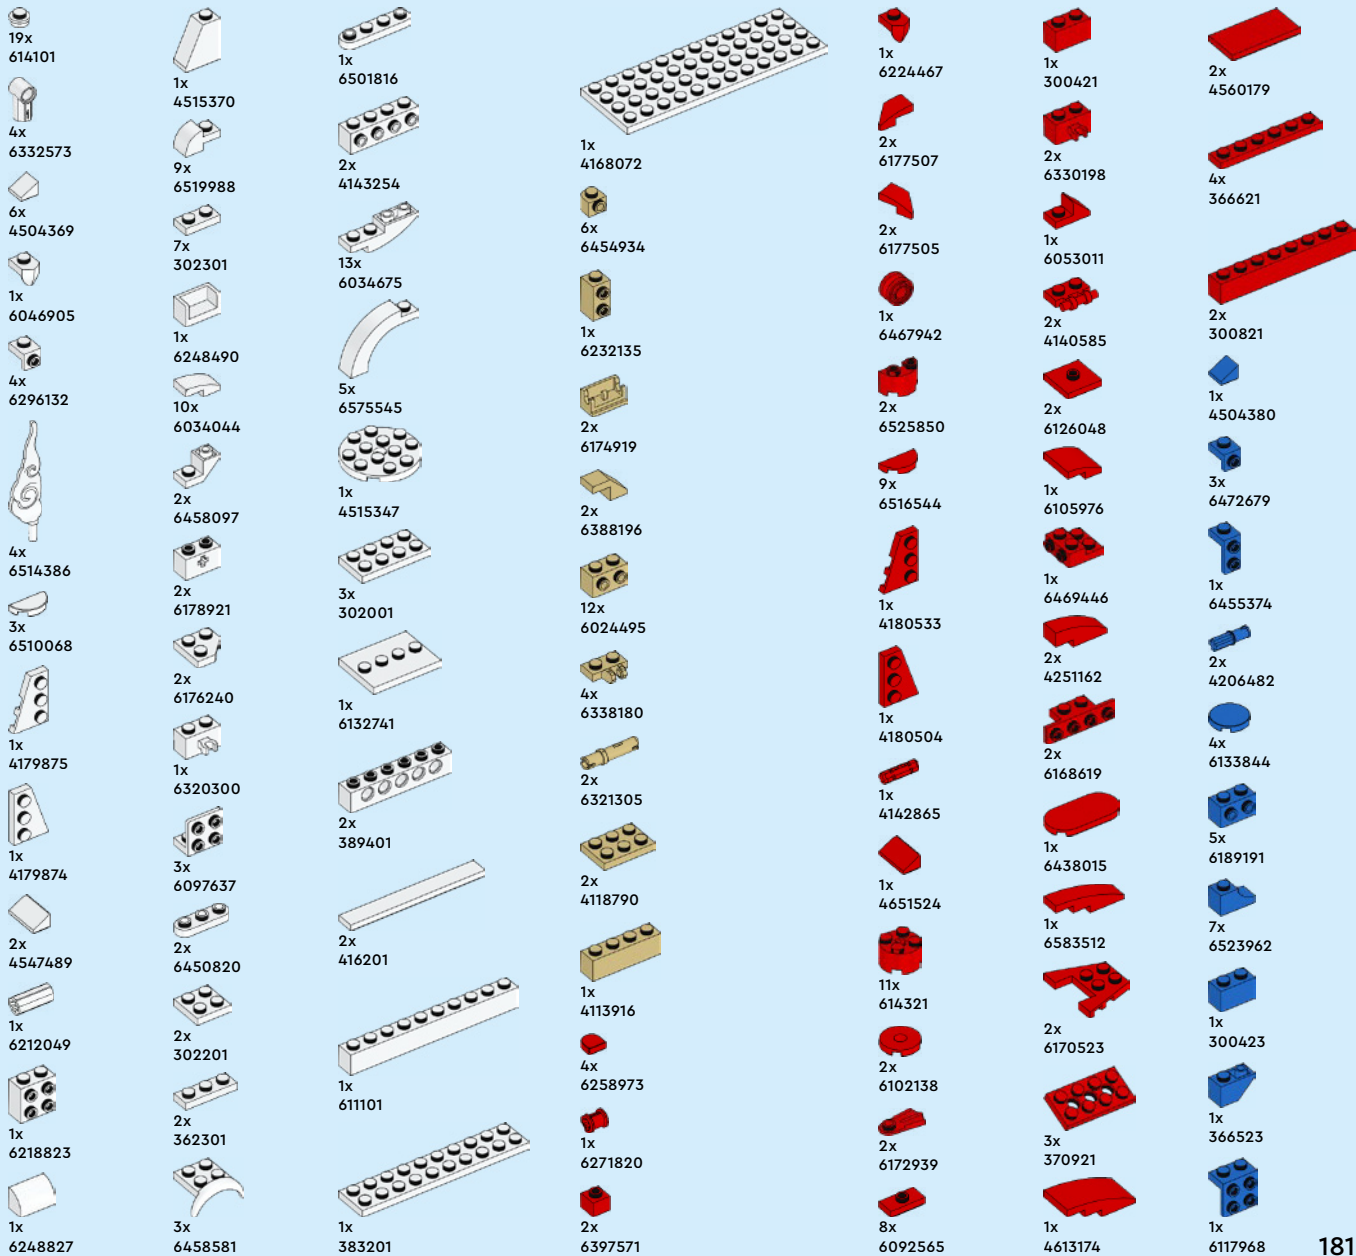 19x
614101
4x
6332573
6x
4504369
1x
6046905
4x
6296132
4x
6514386
3x
6510068
1x
4179875
1x
4179874
2x
4547489
1x
6212049
1x
6218823
1x
6248827
1x
4515370
9x
6519988
7x
302301
1x
6248490
10x
6034044
2x
6458097
2x
6178921
2x
6176240
1x
6320300
3x
6097637
2x
6450820
2x
302201
2x
362301
3x
6458581
1x
6501816
2x
4143254
13x
6034675
5x
6575545
1x
4515347
3x
302001
1x
6132741
2x
389401
2x
416201
1x
611101
1x
383201
1x
4168072
6x
6454934
1x
6232135
2x
6174919
2x
6388196
12x
6024495
4x
6338180
2x
6321305
2x
4118790
1x
4113916
4x
6258973
1x
6271820
2x
6397571
1x
6224467
2x
6177507
2x
6177505
1x
6467942
2x
6525850
9x
6516544
1x
4180533
1x
4180504
1x
4142865
1x
4651524
11x
614321
2x
6102138
2x
6172939
8x
6092565
1x
300421
2x
6330198
1x
6053011
2x
4140585
2x
6126048
1x
6105976
1x
6469446
2x
4251162
2x
6168619
1x
6438015
1x
6583512
2x
6170523
3x
370921
1x
4613174
2x
4560179
4x
366621
2x
300821
1x
4504380
3x
6472679
1x
6455374
2x
4206482
4x
6133844
5x
6189191
7x
6523962
1x
300423
1x
366523
1x
6117968
181